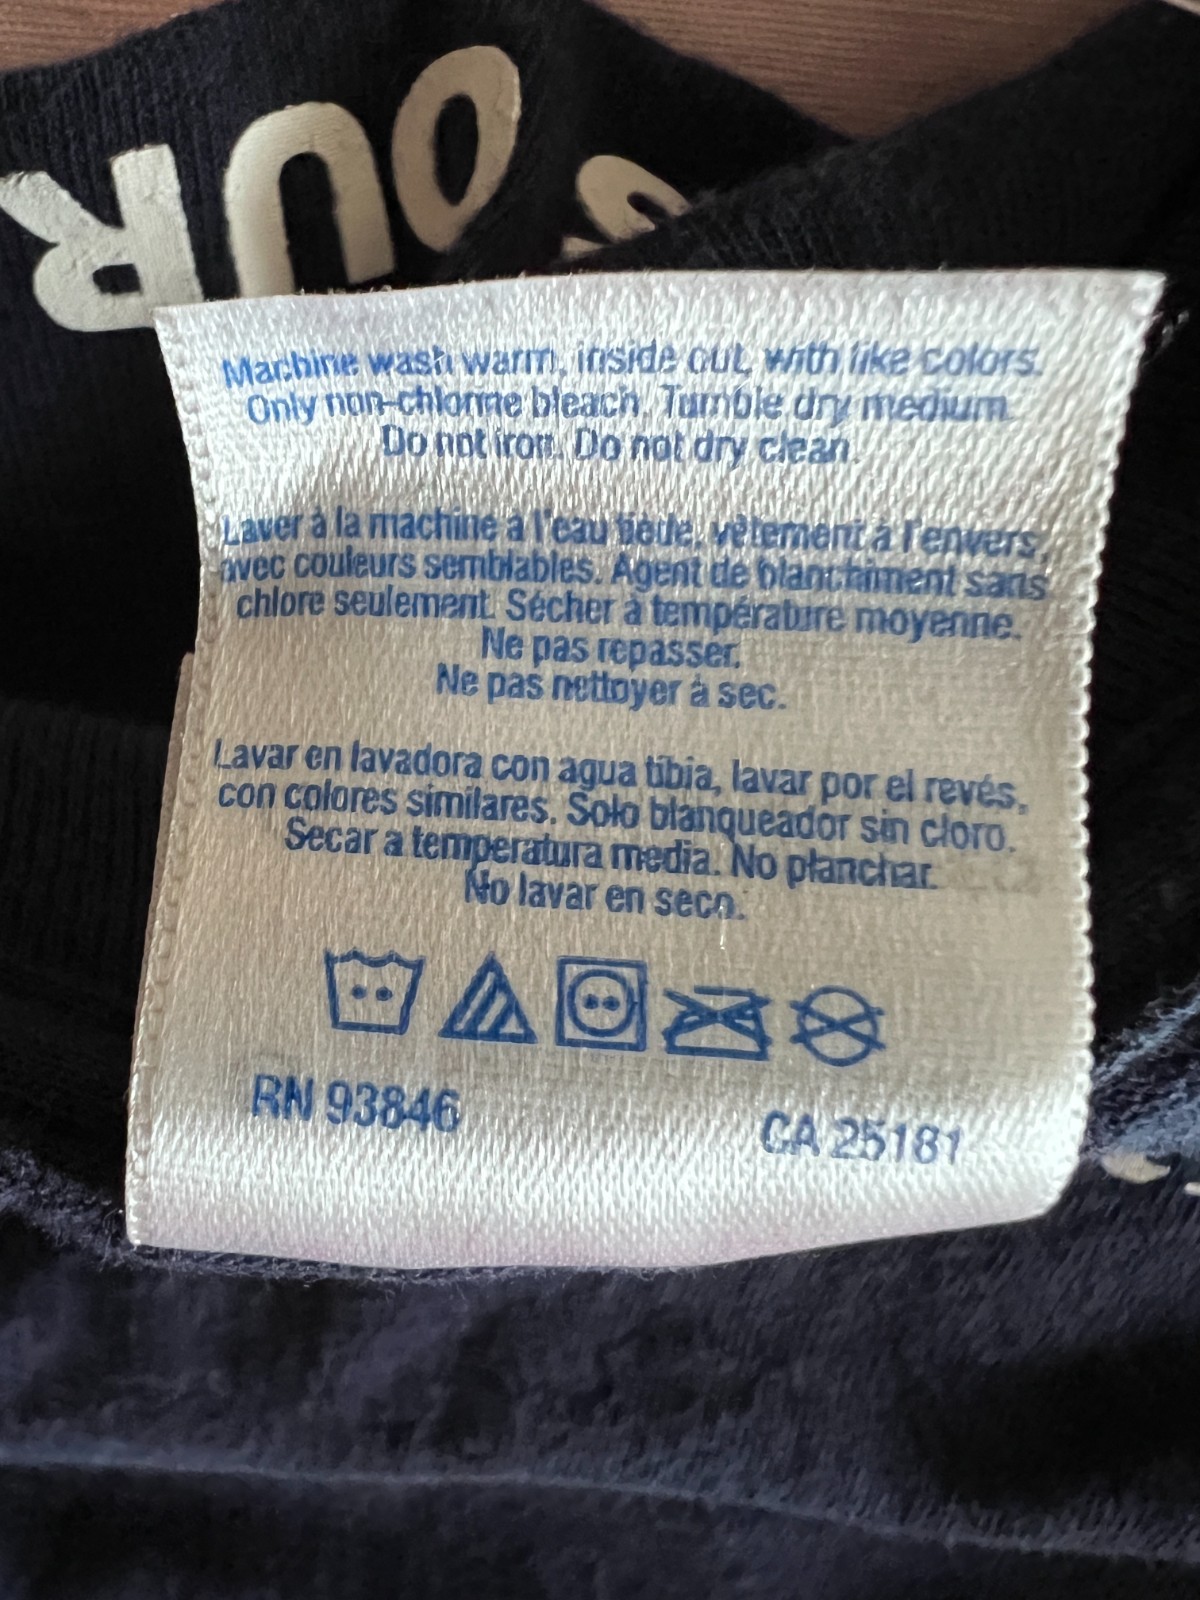 OUR
S
Machine wash warm, inside out, with like colors.
Only non-chlorine bleach. Tumble dry medium.
Do not iron. Do not dry clean.
Laver à la machine à l'eau tiède, vêtement à l'envers,
avec couleurs semblables. Agent de blanchiment sans
chlore seulement. Sécher à température moyenne.
Ne pas repasser.
Ne pas nettoyer à sec.
Lavar en lavadora con agua tibia, lavar por el revés,
con colores similares. Solo blanqueador sin cloro.
Secar a temperatura media. No planchar.
No lavar en seco.
RN 93846
CA 25181